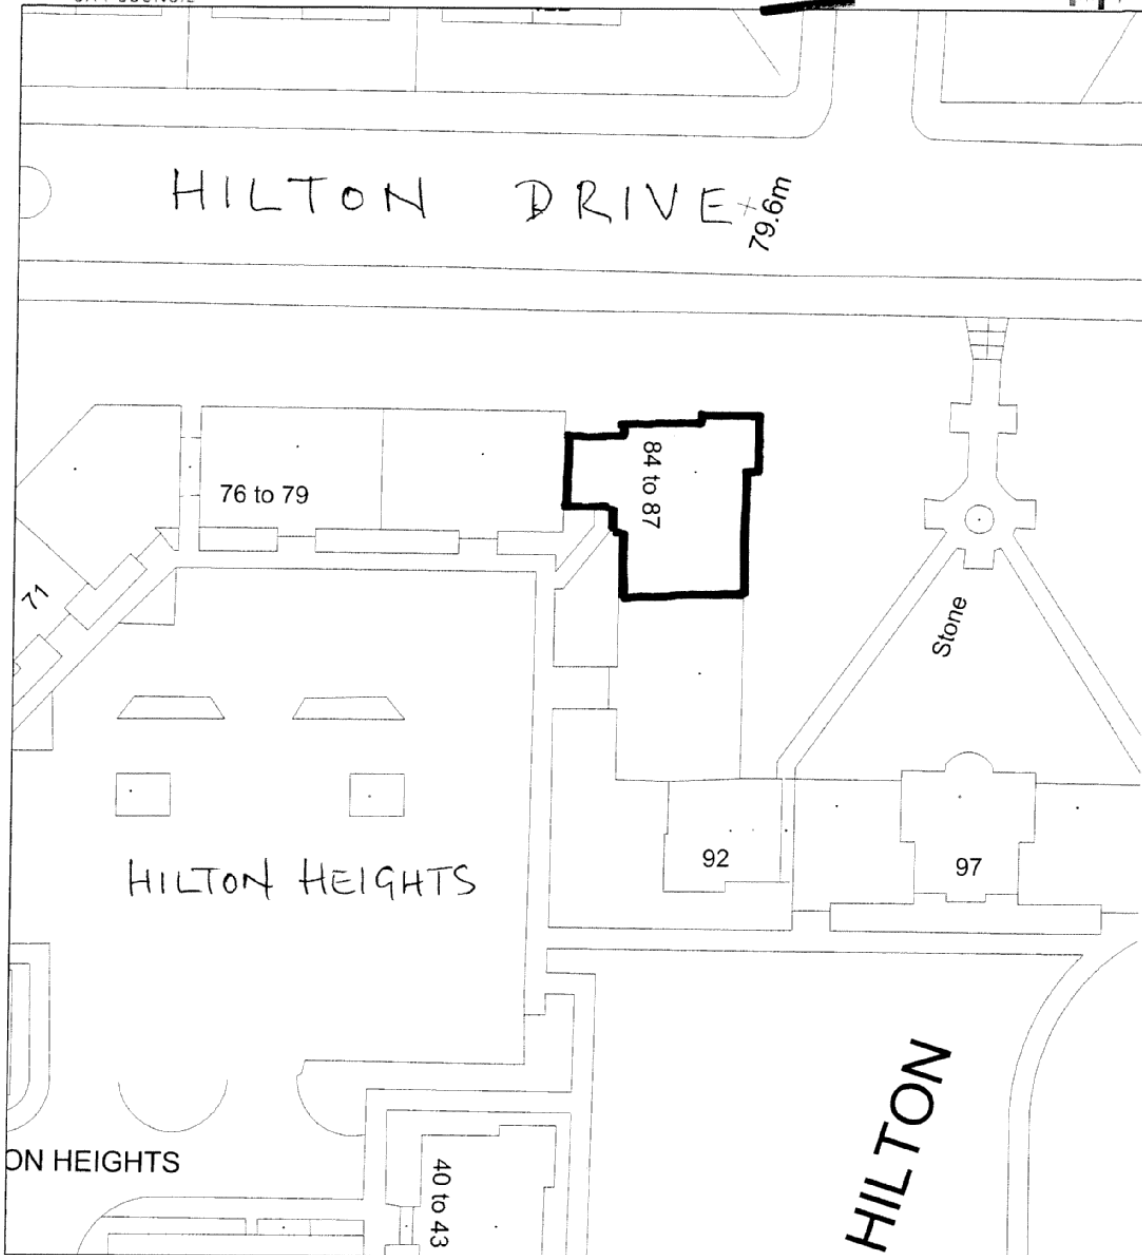 HILTON DRIVE
79.6m
84 to 87
76 to 79
71
Stone
92
97
HILTON HEIGHTS
HILTON
ON HEIGHTS
40 to 43